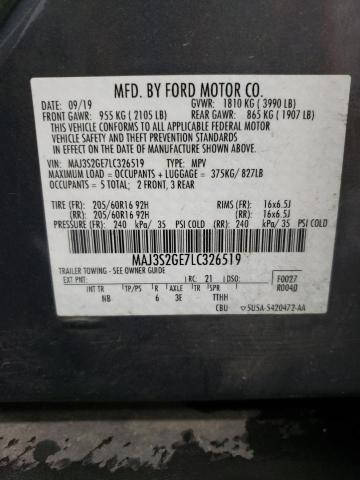 MFD. BY FORD MOTOR CO.
09/19 GVWR: 1810 KG ( 3990 LB)
FRONT GAWR: 955 KG ( 2105 LB) REAR GAWR: 865 KG ( 1907 LB)
THIS VEHICLE CONFORMS TO ALL APPLICABLE FEDERAL MOTOR
VEHICLE SAFETY AND THEFT PREVENTION STANDARDS
IN EFFECT ON THE DATE OF MANUFACTURE SHOWN ABOVE.
VIN: MAJ3S2GE7LC326519 TYPE: MPV
MAXIMUM LOAD = OCCUPANTS + LUGGAGE = 375KG/ 827LB
OCCUPANTS = 5 TOTAL; 2 FRONT, 3 REAR
TIRE (FR): 205/60R16 92H RIMS (FR): 16x6.5J
(RR): 205/60R16 92H (RR): 16x6.5J
PRESSURE (FR): 240 kPa/ 35 PSI COLD (RR): 240 kPa/ 35 PSI COLD
MAJ3S2GE7LC326519
TRAILER TOWING - SEE OWNER GUIDE
EXT PNT: RC: 21 DSO: F0027
R0040
INT TR TP/PS R AXLE TR SPR
NB 6 3E TTHH
CBU ▽5U5A-5420472-AA